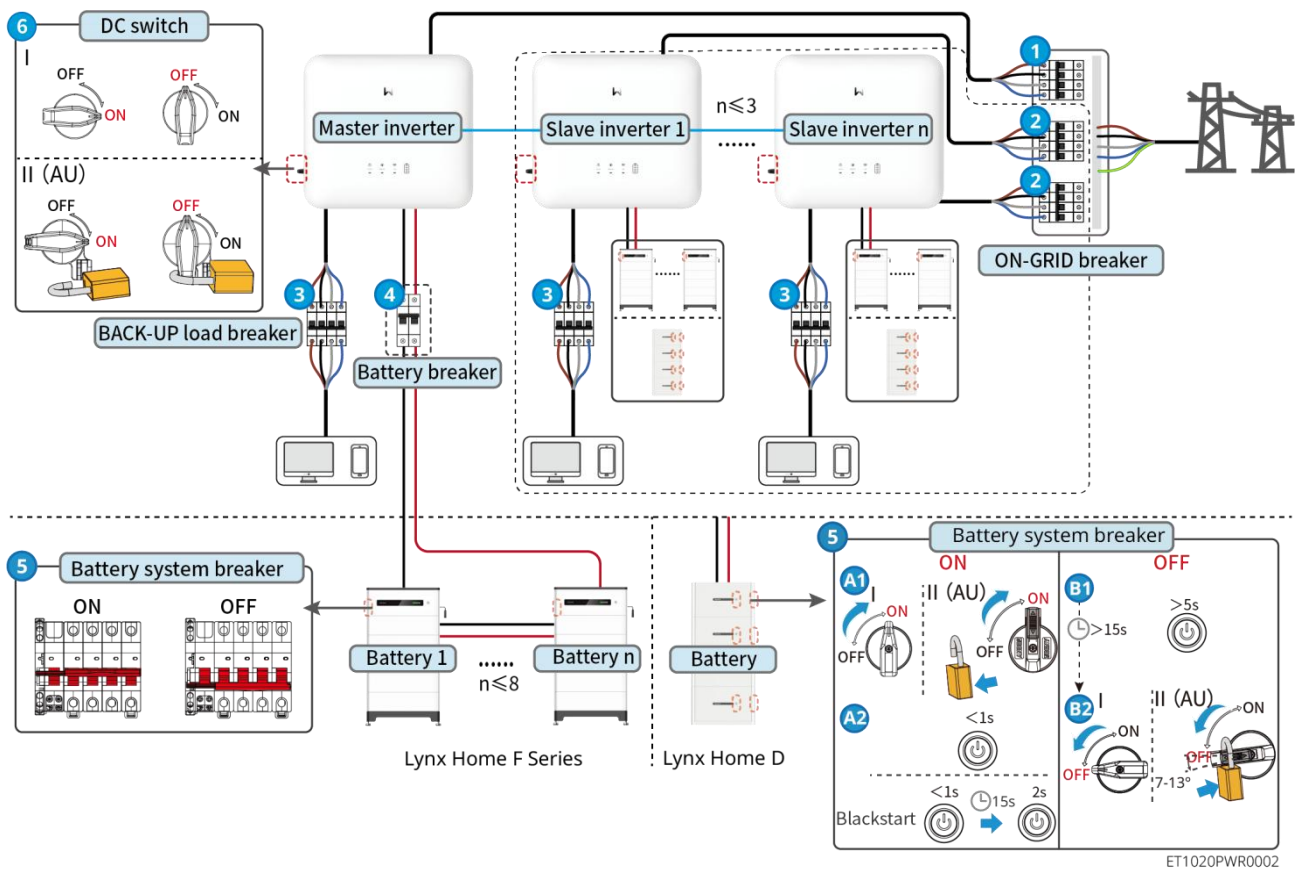 6
DC switch
I
OFF
ON
OFF
ON
II (AU)
OFF
ON
OFF
ON
Master inverter
Slave inverter 1
n≤3
......
Slave inverter n
1
2
2
ON-GRID breaker
3
BACK-UP load breaker
4
Battery breaker
3
......
3
......
5
Battery system breaker
ON
OFF
Battery 1
......
n≤8
Battery n
Lynx Home F Series
Battery
Lynx Home D
5
Battery system breaker
ON
OFF
A1
I
ON
OFF
II (AU)
ON
OFF
A2
<1s
Blackstart
<1s
15s
2s
B1
>15s
>5s
B2
I
ON
OFF
II (AU)
ON
OFF
7-13°
ET1020PWR0002